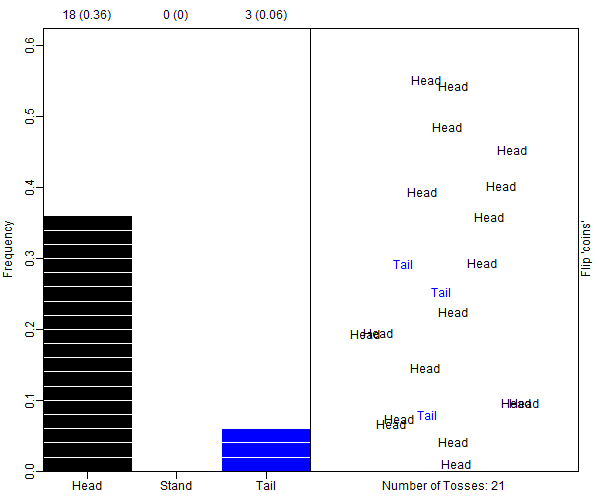 18 (0.36) 0 (0) 3 (0.06)
0.6
0.5
0.4
0.3
0.2
0.1
0.0
Frequency
Head Stand Tail
Head
Head
Head
Head
Head
Head
Head
Tail
Head
Tail
Head
Head
Head
Head
Head
Head
Head
Tail
Head
Head
Head
Flip 'coins'
Number of Tosses: 21